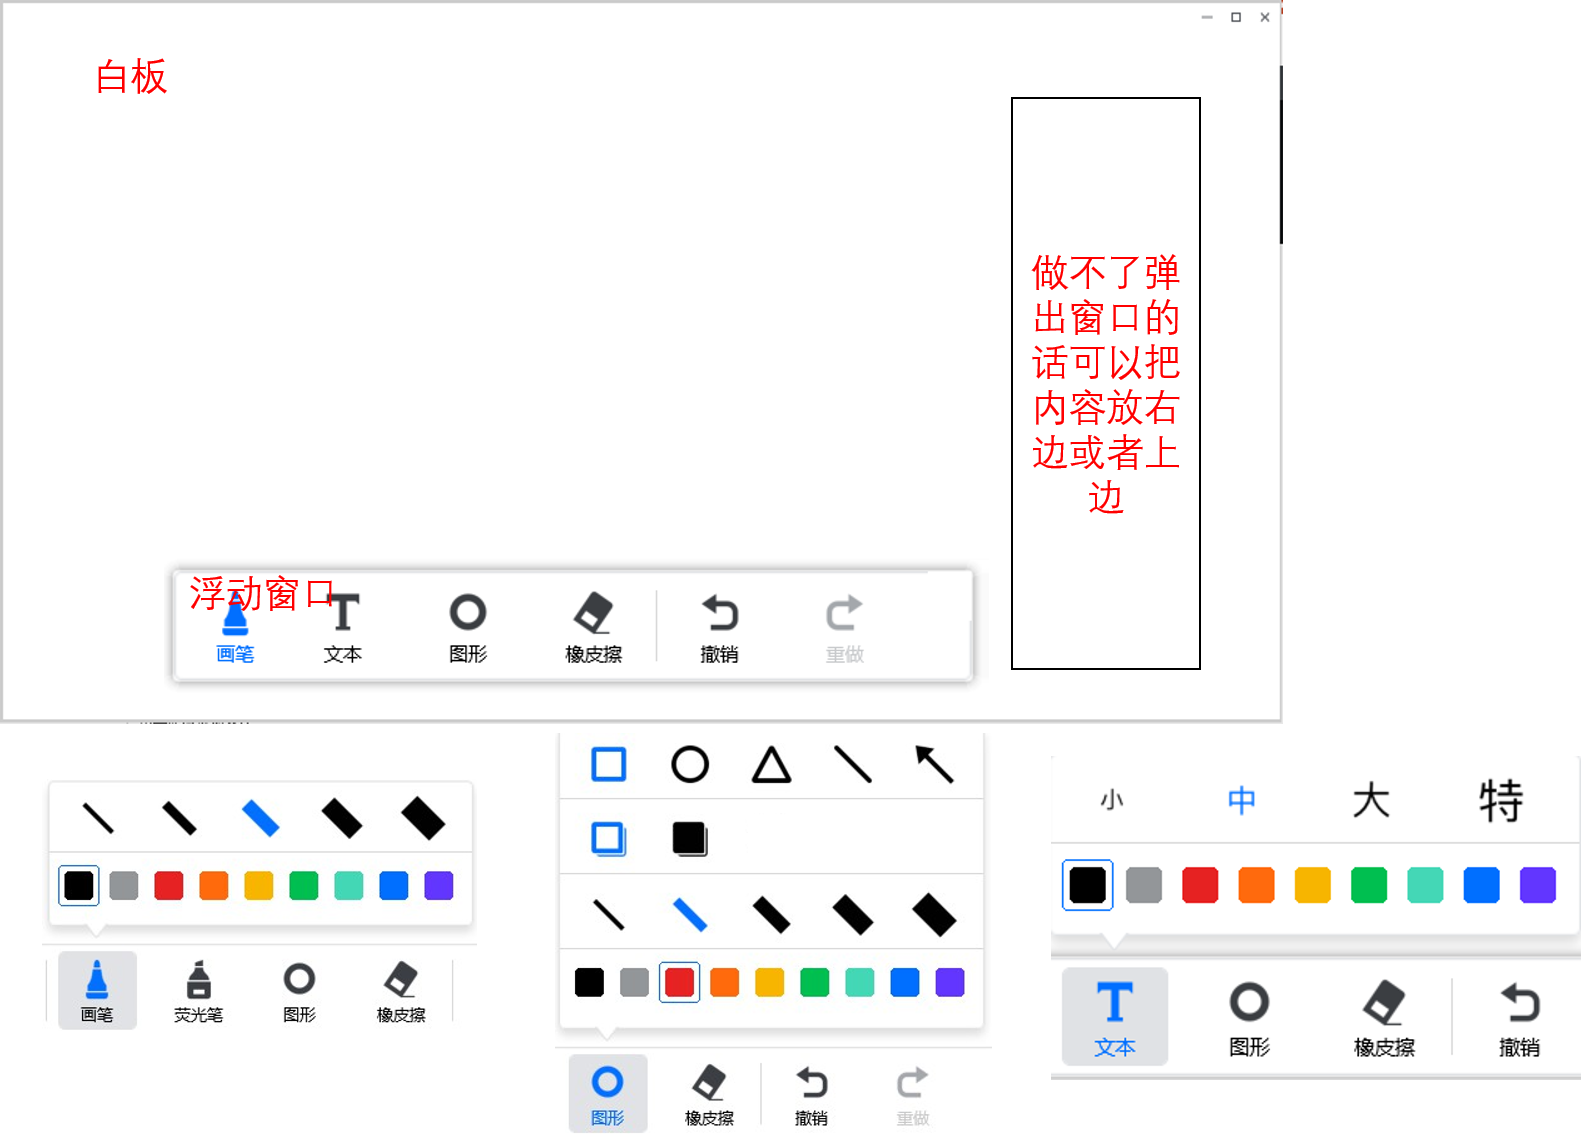 白板
做不了弹
出窗口的
话可以把
内容放右
边或者上
边
浮动窗口
画笔 文本 图形 橡皮擦 撤销 重做
画笔 荧光笔 图形 橡皮擦
图形 橡皮擦 撤销 重做
小 中 大 特
文本 图形 橡皮擦 撤销